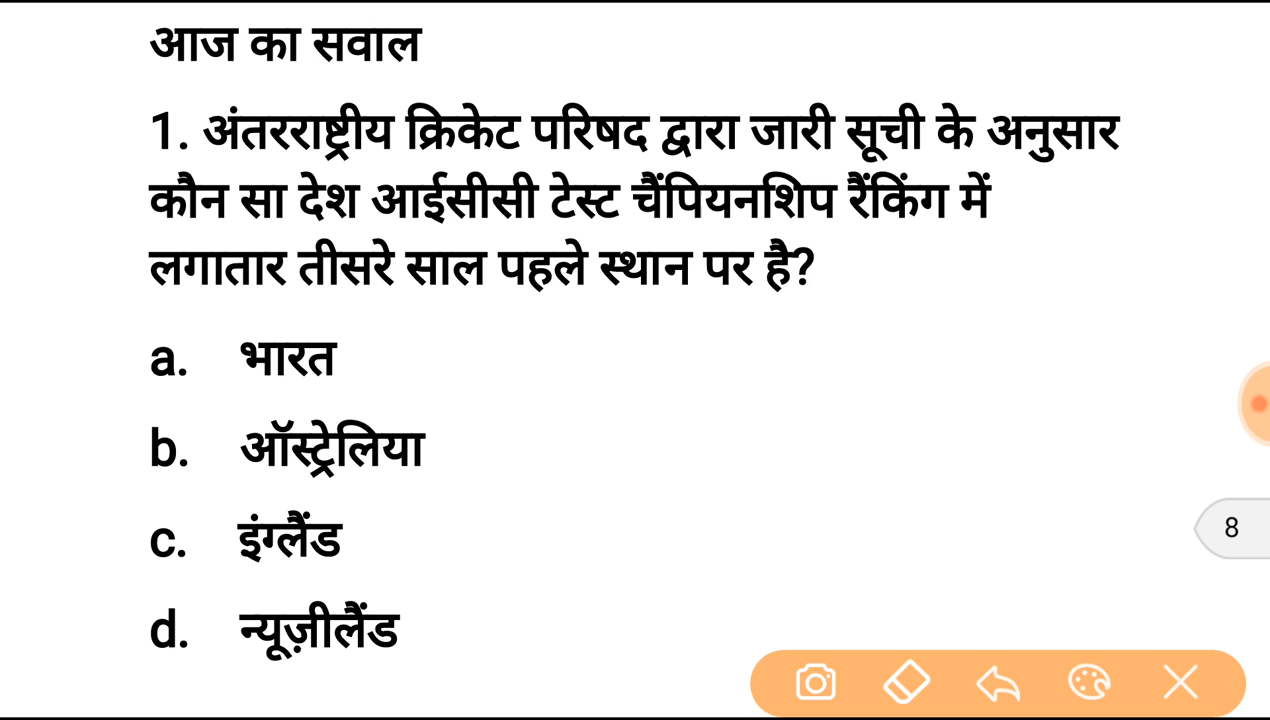 आज का सवाल
1. अंतरराष्ट्रीय क्रिकेट परिषद द्वारा जारी सूची के अनुसार
कौन सा देश आईसीसी टेस्ट चैंपियनशिप रैंकिंग में
लगातार तीसरे साल पहले स्थान पर है?
a. भारत
b. ऑस्ट्रेलिया
c. इंग्लैंड
8
d. न्यूज़ीलैंड